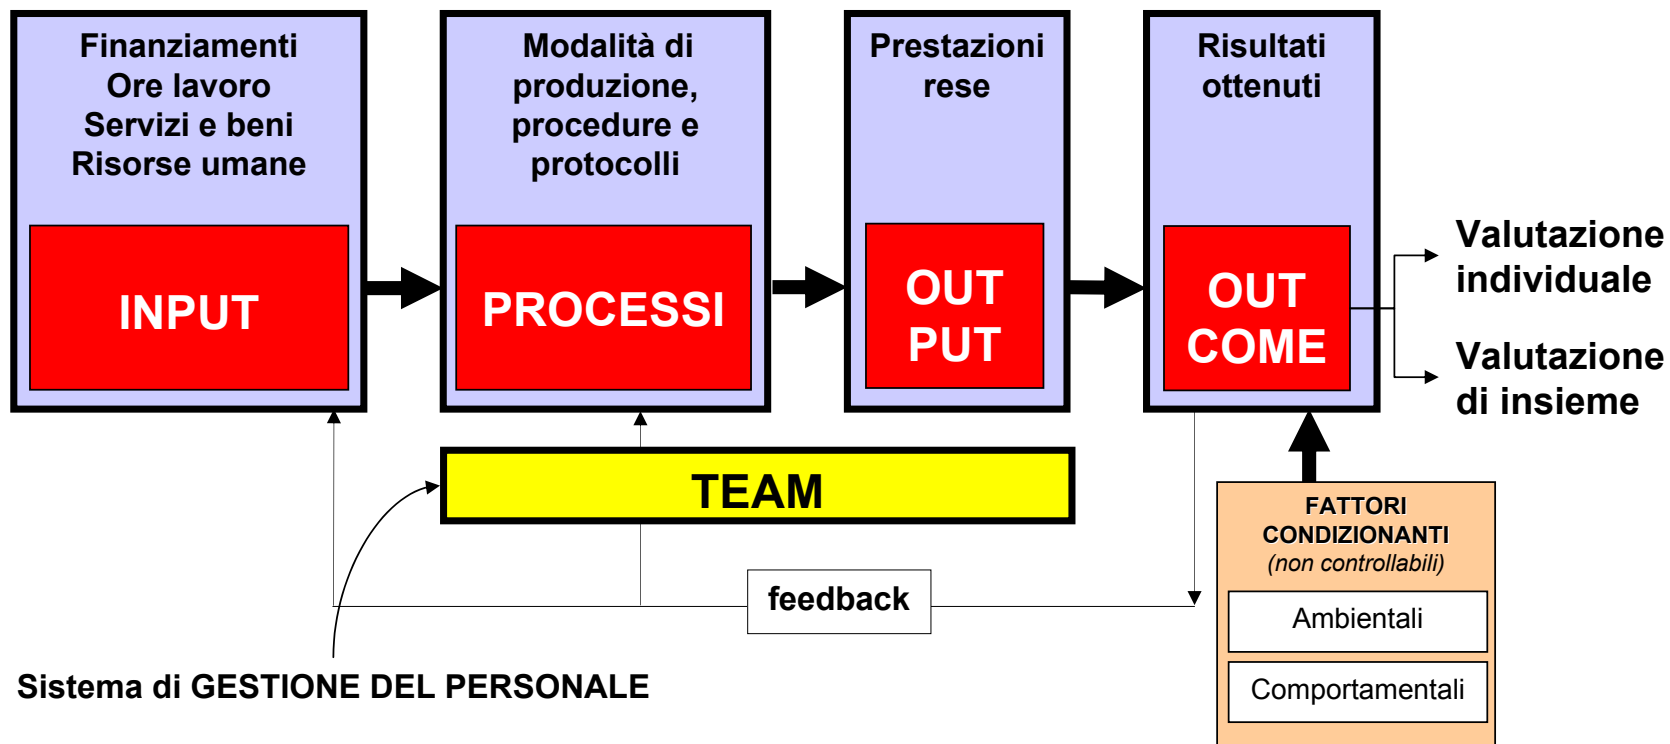 Finanziamenti
Ore lavoro
Servizi e beni
Risorse umane
INPUT
Modalità di
produzione,
procedure e
protocolli
PROCESSI
Prestazioni
rese
OUT
PUT
Risultati
ottenuti
OUT
COME
Valutazione
individuale
Valutazione
di insieme
TEAM
feedback
Sistema di GESTIONE DEL PERSONALE
FATTORI
CONDIZIONANTI
(non controllabili)
Ambientali
Comportamentali